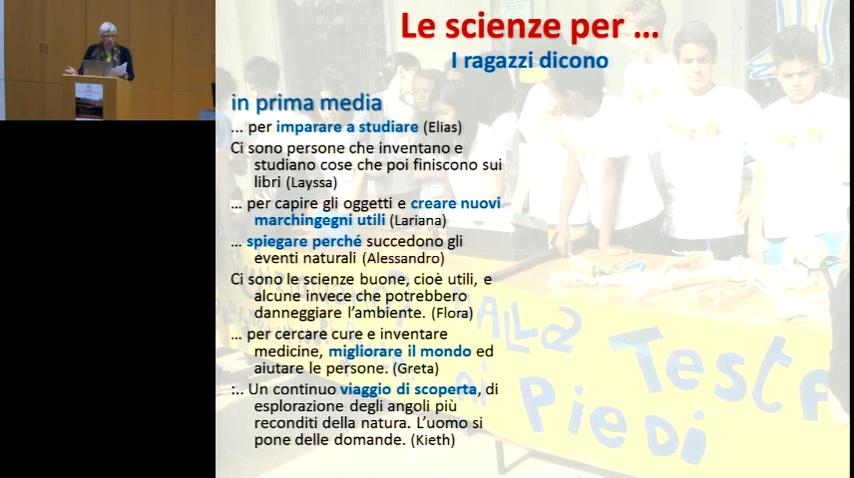 Le scienze per ...
I ragazzi dicono
in prima media
... per imparare a studiare (Elias)
Ci sono persone che inventano e
studiano cose che poi finiscono sui
libri (Layssa)
... per capire gli oggetti e creare nuovi
marchingegni utili (Lariana)
... spiegare perché succedono gli
eventi naturali (Alessandro)
Ci sono le scienze buone, cioè utili, e
alcune invece che potrebbero
danneggiare l'ambiente. (Flora)
... per cercare cure e inventare
medicine, migliorare il mondo ed
aiutare le persone. (Greta)
:.. Un continuo viaggio di scoperta, di
esplorazione degli angoli più
reconditi della natura. L'uomo si
pone delle domande. (Kieth)
DALLa Testa
ai PieDi